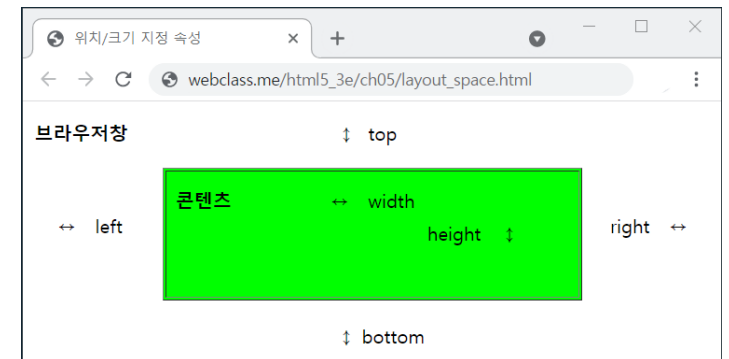 위치/크기 지정 속성
webclass.me/html5_3e/ch05/layout_space.html
브라우저창 ↕ top
콘텐츠 ↔ width
↔ left
height ↕
right ↔
↕ bottom